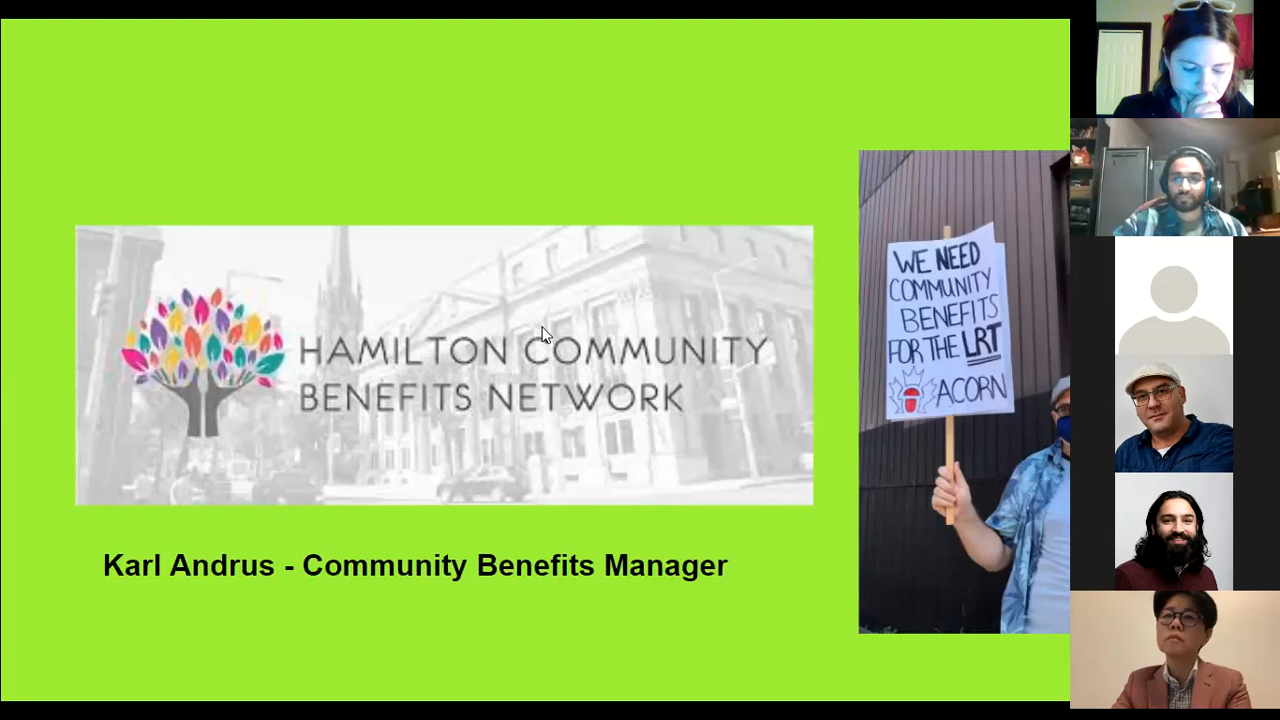 HAMILTON COMMUNITY
BENEFITS NETWORK
Karl Andrus - Community Benefits Manager
WE NEED
COMMUNITY
BENEFITS
FOR THE LRT
ACORN